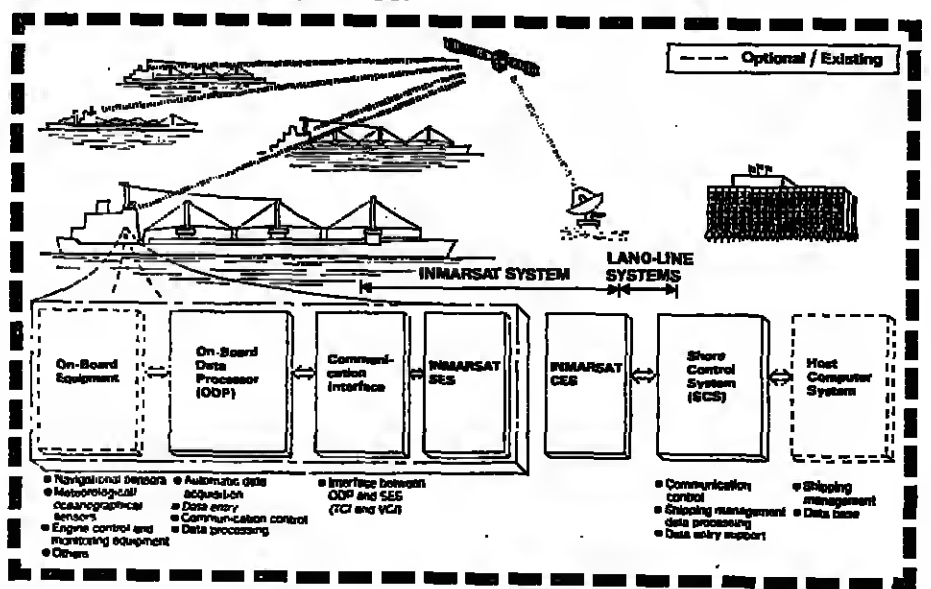 Optional / Existing
INMARSAT SYSTEM
LAND-LINE
SYSTEMS
On-Board
Equipment
On-Board
Data
Processor
(ODP)
Communi-
cation
Interface
INMARSAT
SES
INMARSAT
CES
Shore
Control
System
(SCS)
Host
Computer
System
● Navigational sensors
● Meteorological/
oceanographical
sensors
● Engine control and
monitoring equipment
● Others
● Automatic data
acquisition
● Data entry
● Communication control
● Data processing
● Interface between
ODP and SES
(TCI and VCI)
● Communication
control
● Shipping management
data processing
● Data entry support
● Shipping
management
● Data base